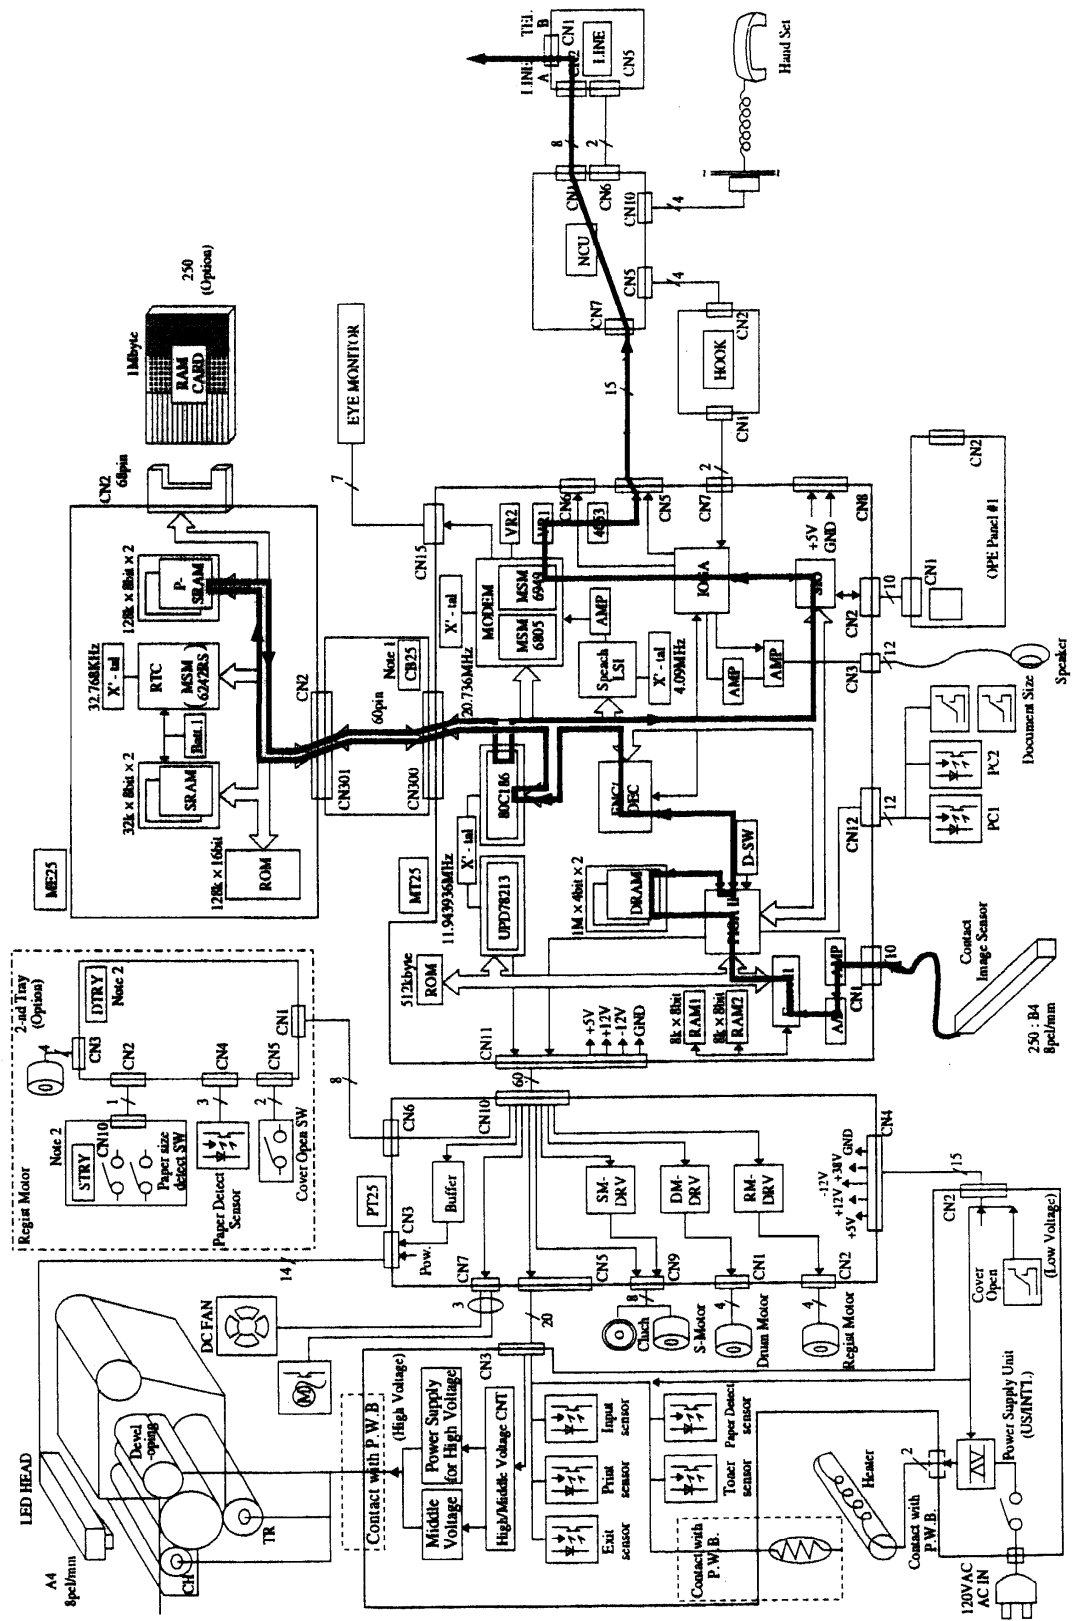 A4
8pel/mm
LED HEAD
Devel
-oping
CH
TR
DC FAN
M
2-nd Tray
(Option)
Regist Motor
4
CN3
DTRY
Note 2
CN2
1
CN10
Note 2
STRY
Paper size
detect SW
CN4
3
Paper Detect
Sensor
CN5
2
Cover Open SW
CN1
8
14
ME25
128k × 16bit
ROM
32k × 8bit × 2
SRAM
Batt.1
32.768KHz
X' - tal
RTC
MSM
6242RS
128k × 8bit × 2
P-
SRAM
CN2
68pin
1Mbyte
RAM
CARD
250
(Option)
EYE MONITOR
7
CN15
CN2
CN301
60pin
Note 1
CB25
CN300
MT25
11.943936MHz
X' - tal
UPD78213
80C186
20.736MHz
X' - tal
MODEM
MSM
6805
MSM
6949
VR2
VR1
4053
AMP
Speach
LSI
X' - tal
4.09MHz
AMP
AMP
IOGA
SIO
+5V
GND
CN6
CN5
CN7
CN8
ENC/
DEC
1M × 4bit × 2
DRAM
D-SW
512kbyte
ROM
8k × 8bit
RAM1
8k × 8bit
RAM2
AMP
CN1
10
CN11
+5V
+12V
-12V
GND
60
CN10
PT25
CN6
CN3
Pow.
Buffer
SM-
DRV
DM-
DRV
RM-
DRV
CN4
+5V
+12V
-12V
+38V
GND
15
CN7
3
CN5
20
CN9
8
Cluch
S-Motor
CN1
4
Drum Motor
CN2
4
Regist Motor
CN3
(High Voltage)
Contact with P.W.B
Power Supply
for High Voltage
Middle
Voltage
High/Middle Voltage CNT
Input
sensor
Print
sensor
Exit
sensor
Paper Detect
sensor
Toner
sensor
Contact with
P.W.B.
Heater
Contact with
P.W.B.
2
Power Supply Unit
(US/INT'L)
120VAC
AC IN
CN2
Cover
Open
(Low Voltage)
Contact
Image Sensor
250 : B4
8pel/mm
CN12
12
PC1
PC2
Document Size
CN3
12
Speaker
CN2
10
CN1
OPE Panel #1
CN2
2
CN1
HOOK
CN2
4
CN5
15
CN7
NCU
CN1
CN6
CN10
4
Hand Set
8
2
LINE
A
TEL
B
CN2
CN1
LINE
CN5